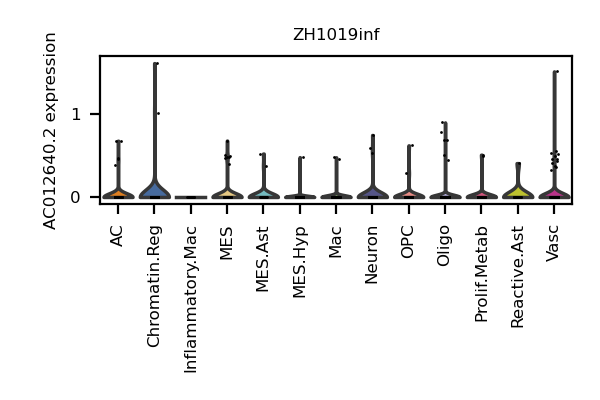 ZH1019inf
AC012640.2 expression
1
0
AC
Chromatin.Reg
Inflammatory.Mac
MES
MES.Ast
MES.Hyp
Mac
Neuron
OPC
Oligo
Prolif.Metab
Reactive.Ast
Vasc